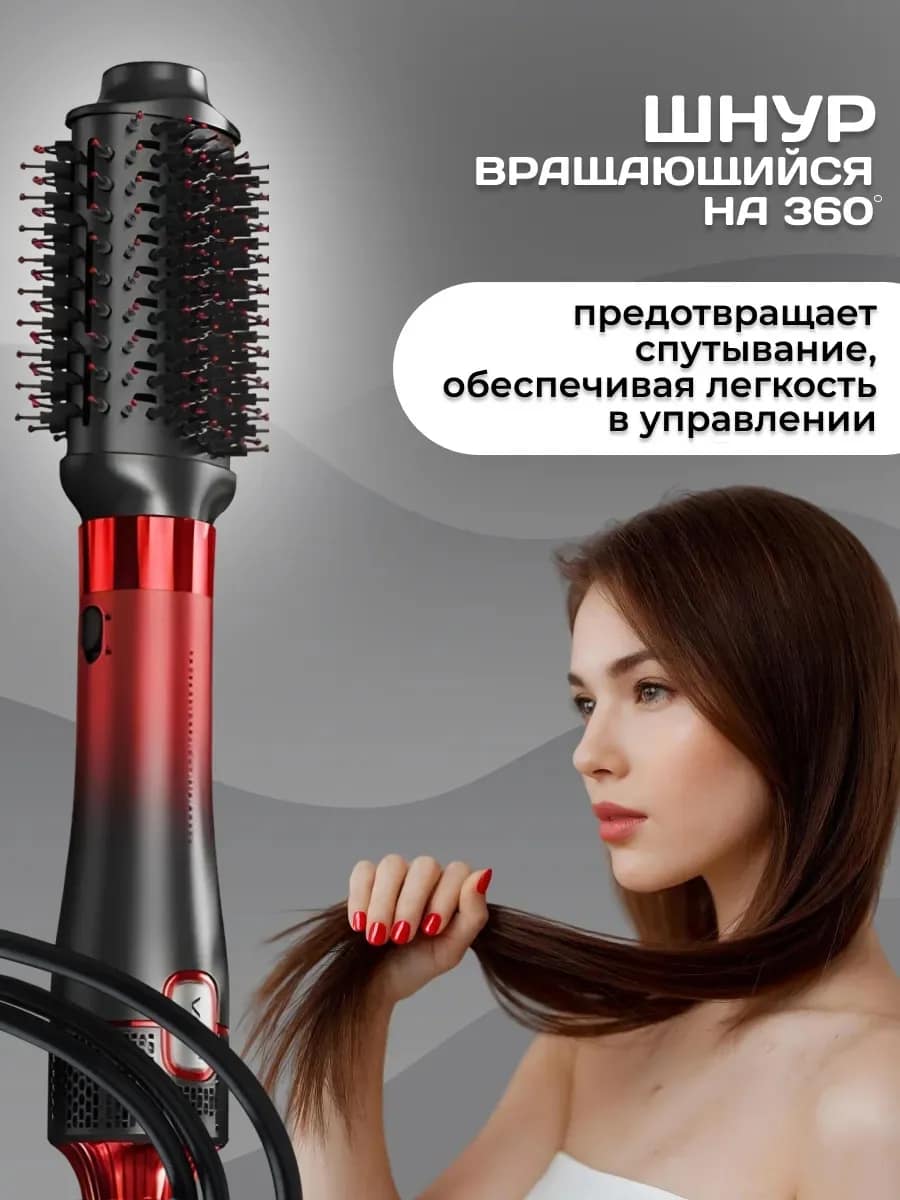 ШНУР
ВРАЩАЮЩИЙСЯ
НА 360°
предотвращает
спутывание,
обеспечивая легкость
в управлении